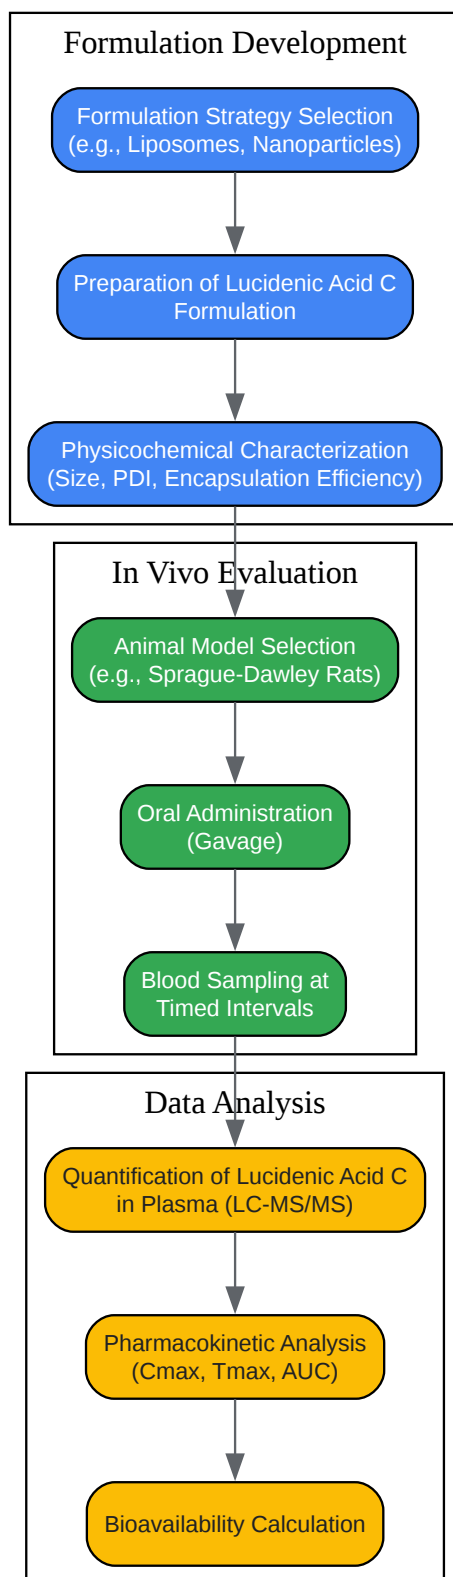 Formulation Development
Formulation Strategy Selection
(e.g., Liposomes, Nanoparticles)
Preparation of Lucidenic Acid C
Formulation
Physicochemical Characterization
(Size, PDI, Encapsulation Efficiency)
In Vivo Evaluation
Animal Model Selection
(e.g., Sprague-Dawley Rats)
Oral Administration
(Gavage)
Blood Sampling at
Timed Intervals
Data Analysis
Quantification of Lucidenic Acid C
in Plasma (LC-MS/MS)
Pharmacokinetic Analysis
(Cmax, Tmax, AUC)
Bioavailability Calculation